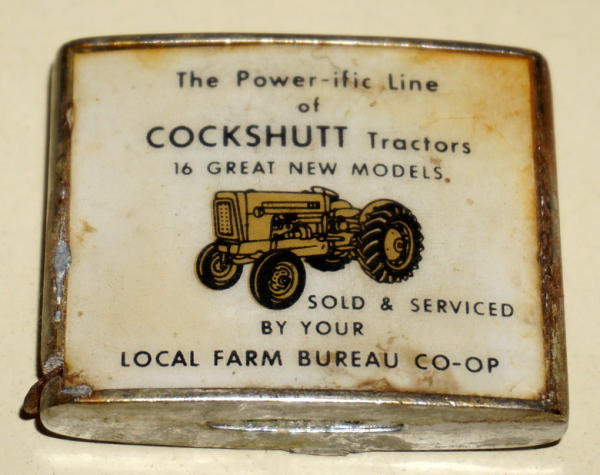 The Power-ific Line
of
COCKSHUTT Tractors
16 GREAT NEW MODELS.
SOLD & SERVICED
BY YOUR
LOCAL FARM BUREAU CO-OP